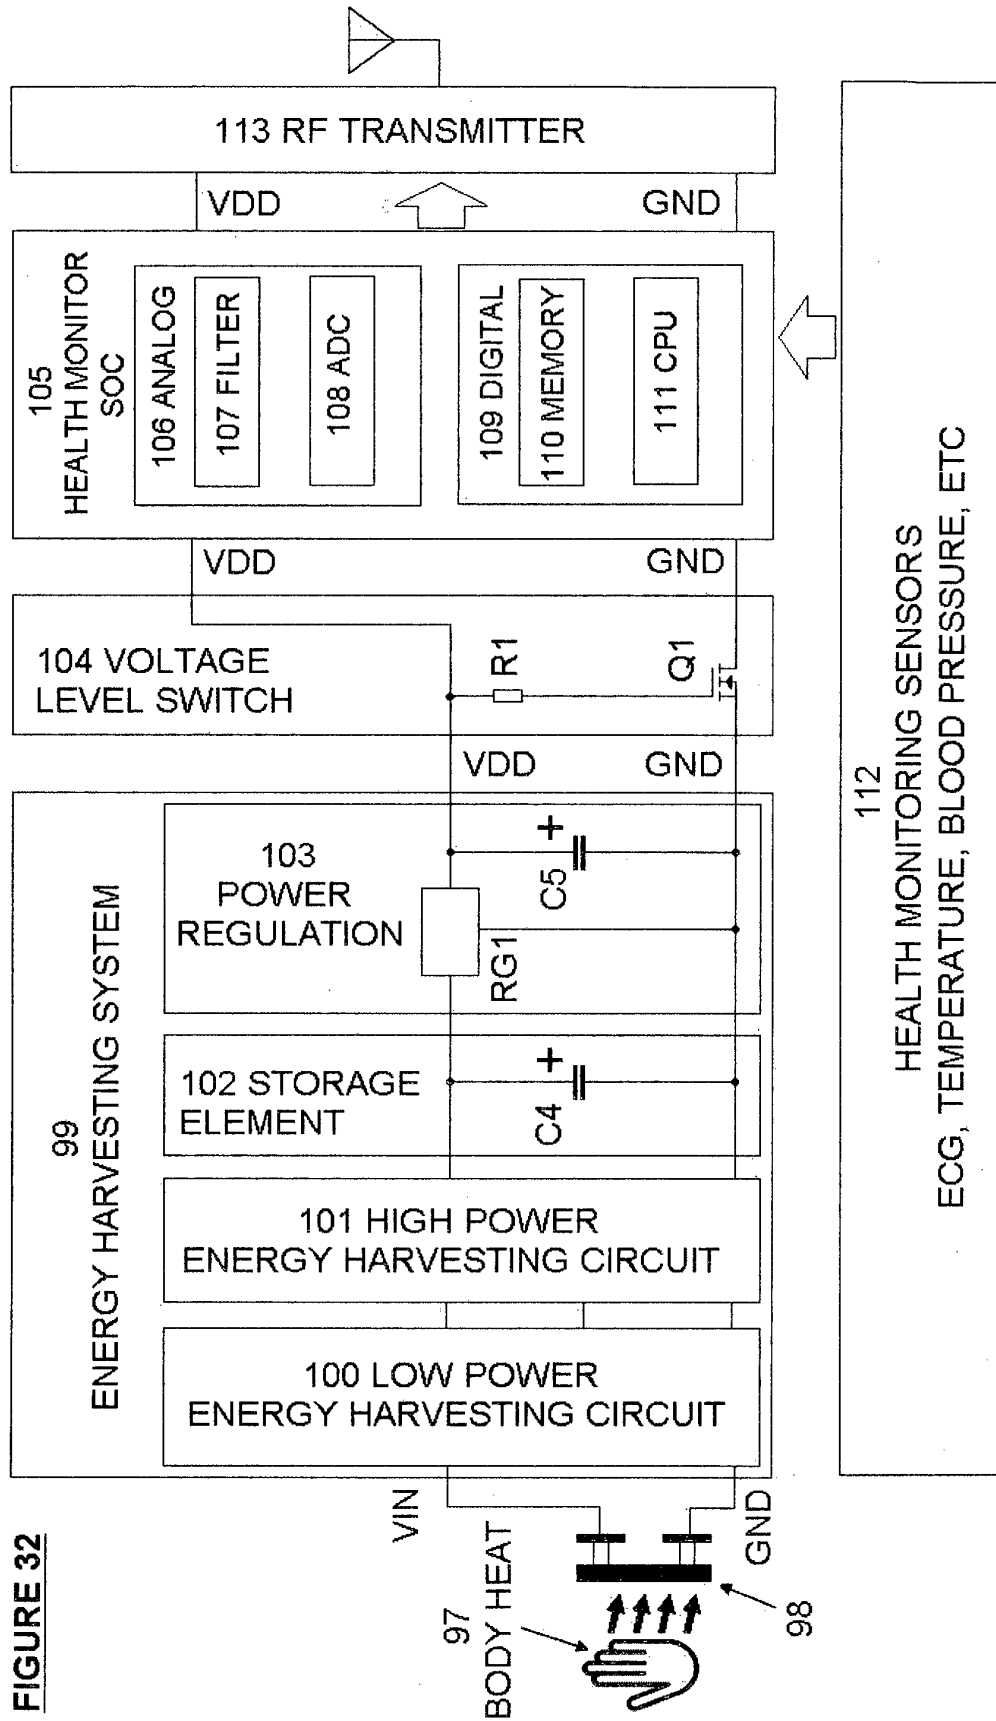 FIGURE 32
97
BODY HEAT
98
VIN
GND
99
ENERGY HARVESTING SYSTEM
100 LOW POWER
ENERGY HARVESTING CIRCUIT
101 HIGH POWER
ENERGY HARVESTING CIRCUIT
102 STORAGE
ELEMENT
C4
+
103
POWER
REGULATION
RG1
C5
+
VDD
GND
104 VOLTAGE
LEVEL SWITCH
R1
Q1
VDD
GND
105
HEALTH MONITOR
SOC
106 ANALOG
107 FILTER
108 ADC
109 DIGITAL
110 MEMORY
111 CPU
VDD
GND
113 RF TRANSMITTER
112
HEALTH MONITORING SENSORS
ECG, TEMPERATURE, BLOOD PRESSURE, ETC